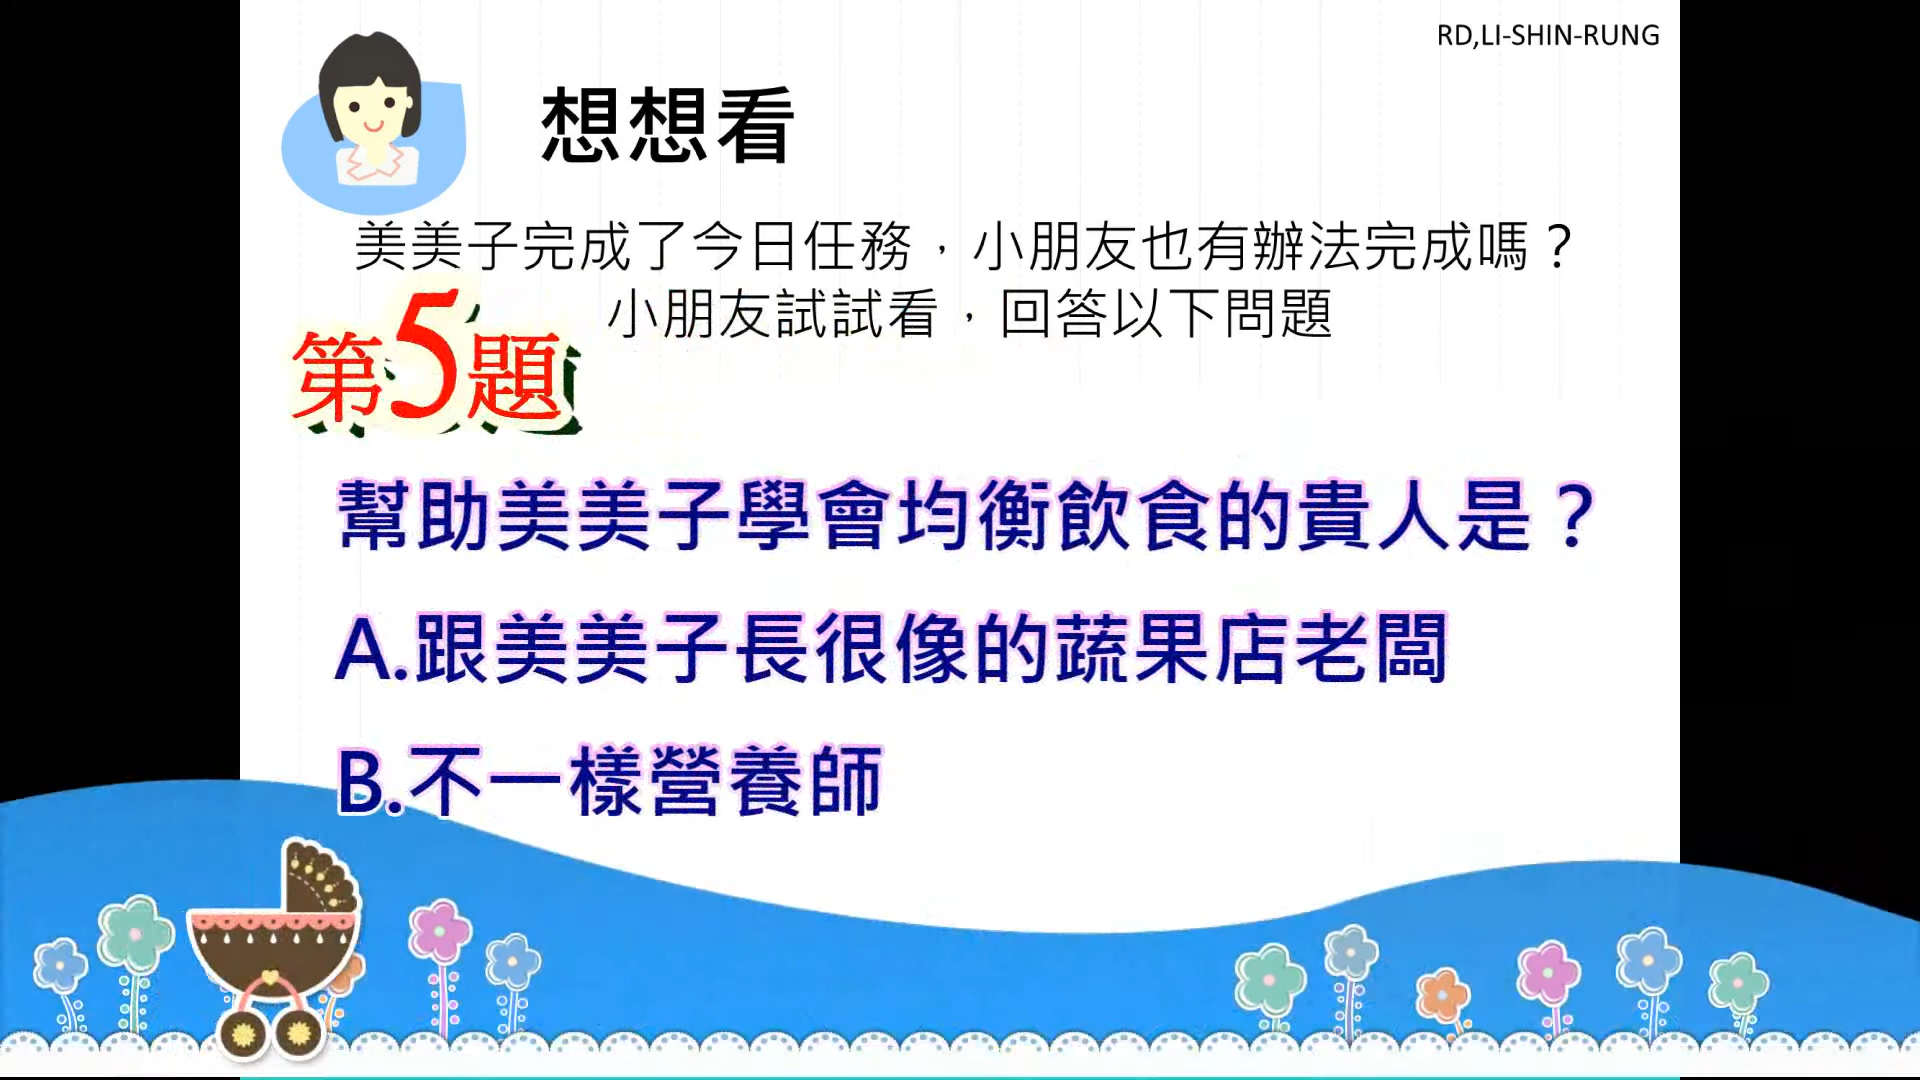 RD,LI-SHIN-RUNG
想想看
美美子完成了今日任務，小朋友也有辦法完成嗎？
小朋友試試看，回答以下問題
第5題
幫助美美子學會均衡飲食的貴人是？
A.跟美美子長很像的蔬果店老闆
B.不一樣營養師